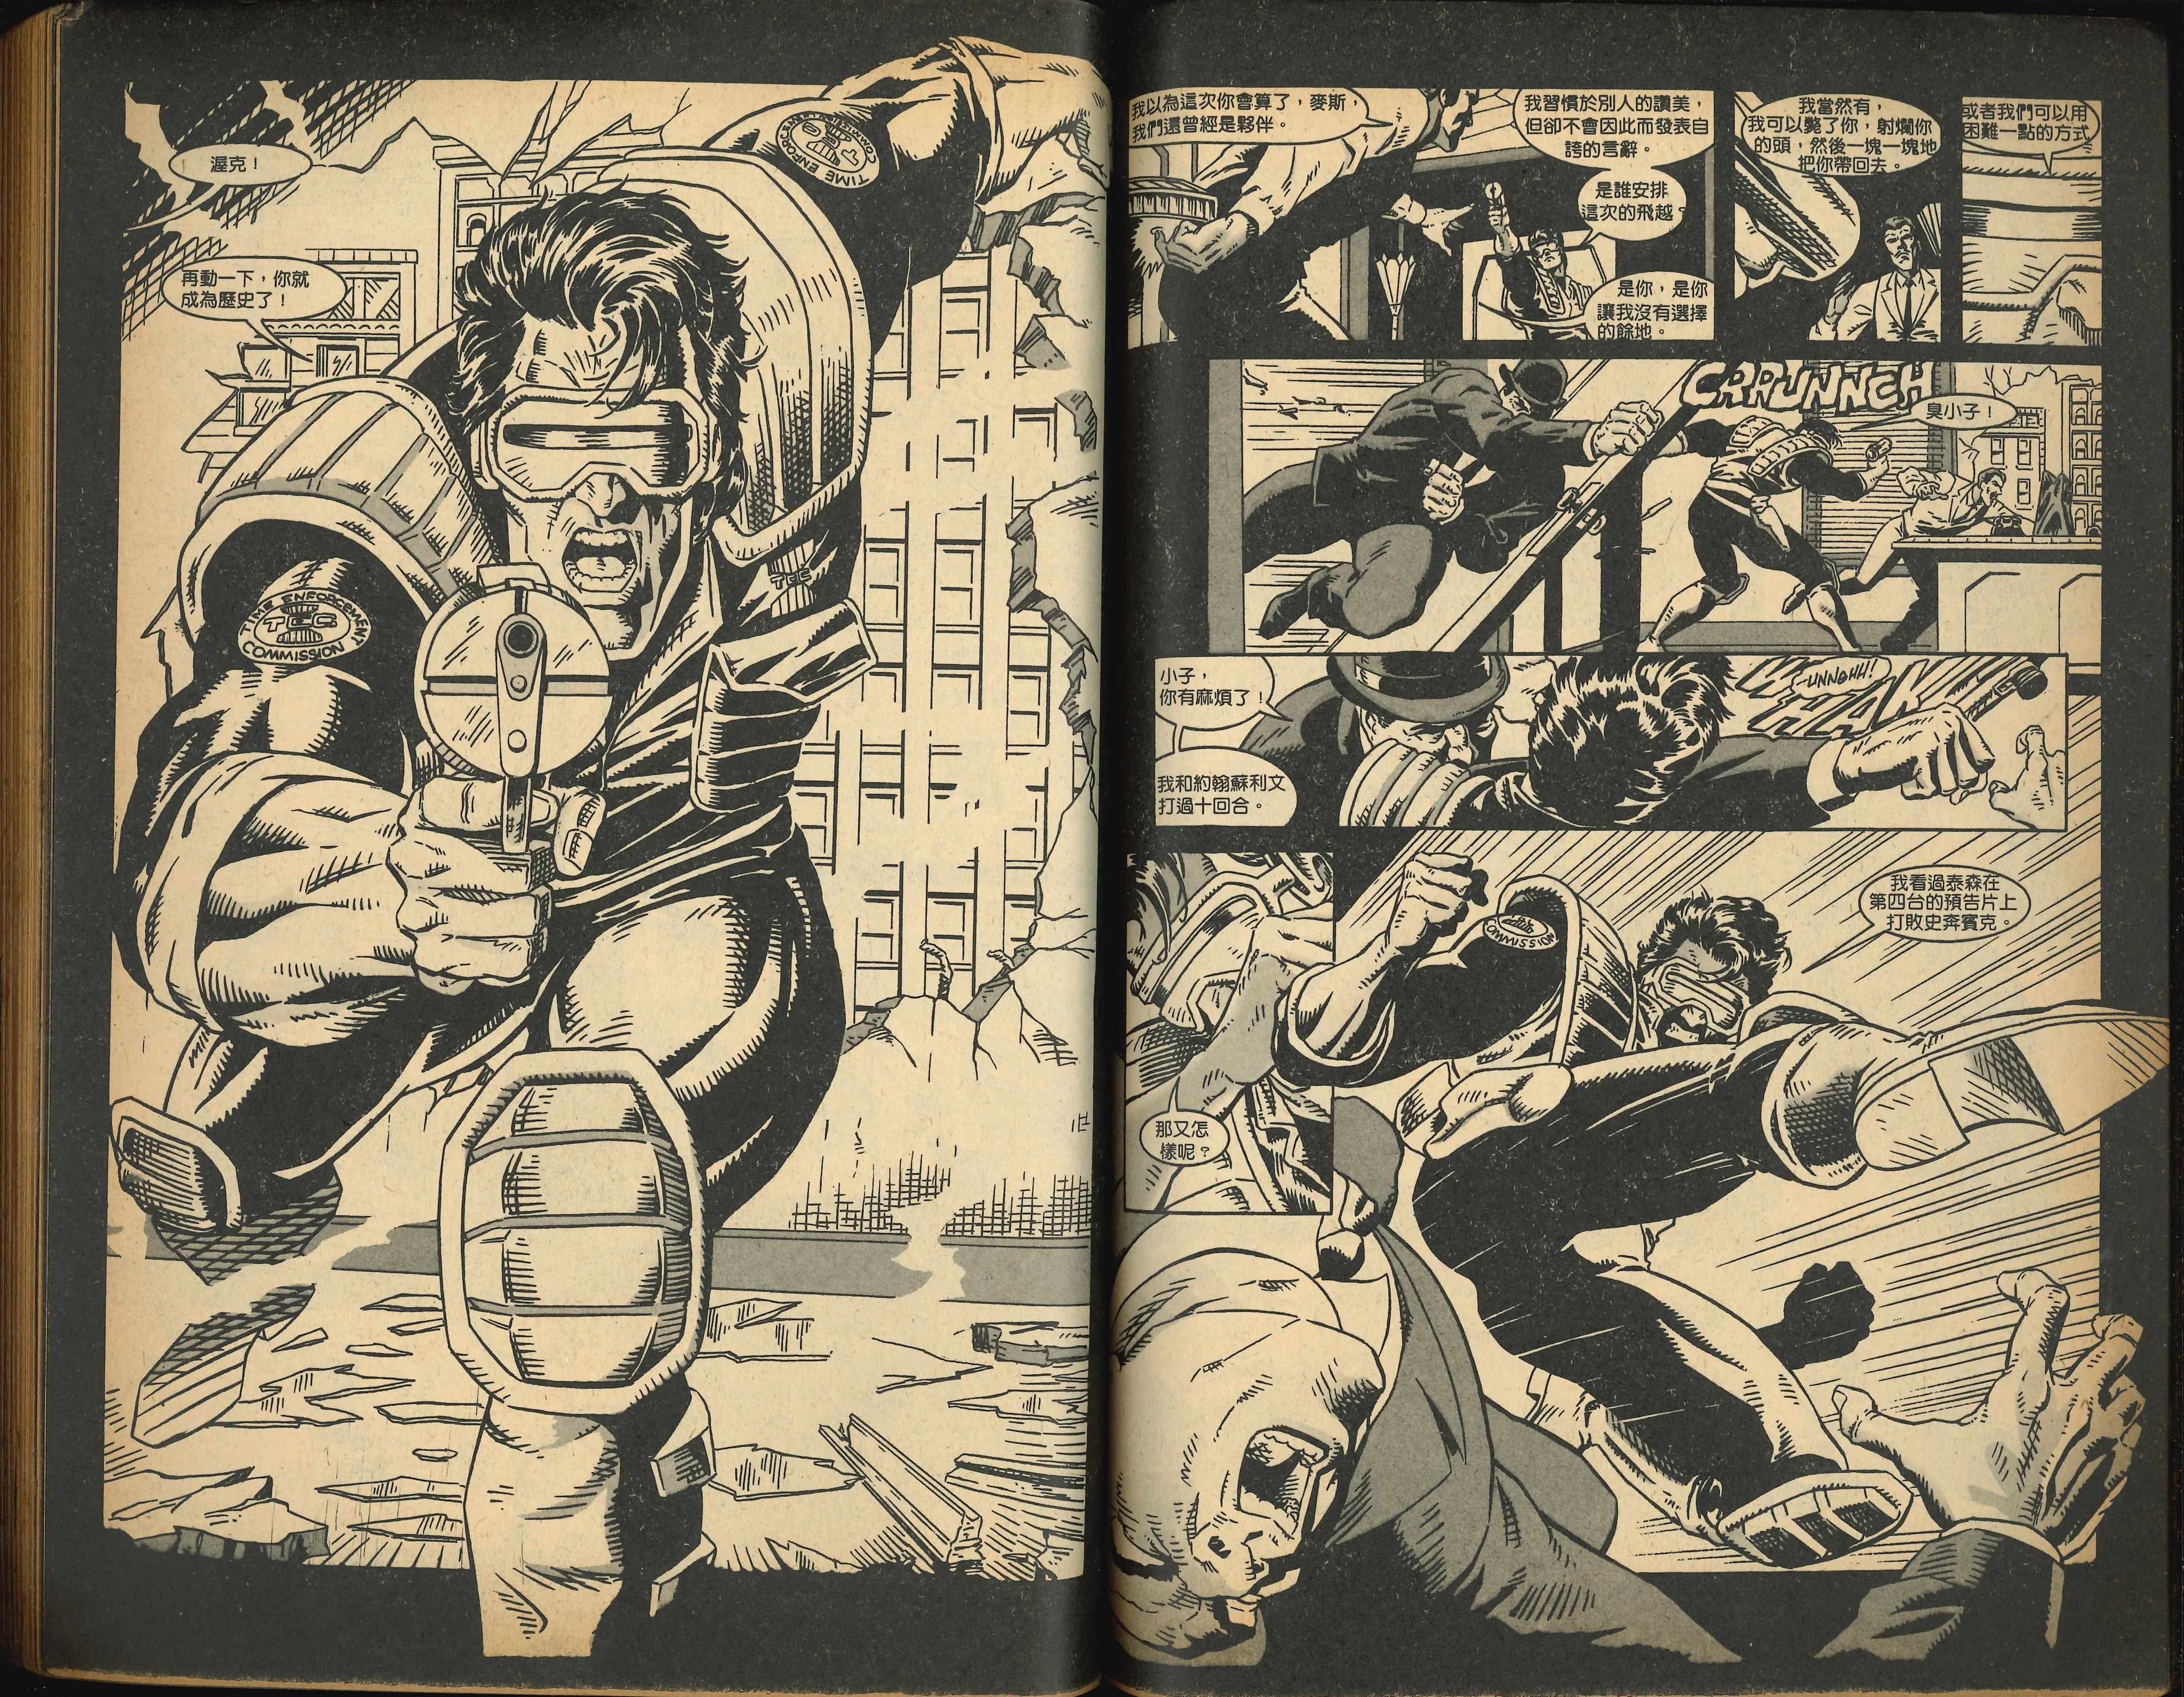 渥克！
再動一下，你就
成為歷史了！
TIME ENFORCEMENT
TEC
COMMISSION
TIME ENFORCEMENT
TEC
COMMISSION
TEC
我以為這次你會算了，麥斯，
我們還曾經是夥伴。
我習慣於別人的讚美，
但卻不會因此而發表自
誇的言辭。
是誰安排
這次的飛越。
是你，是你
讓我沒有選擇
的餘地。
我當然有，
我可以斃了你，射爛你
的頭，然後一塊一塊地
把你帶回去。
或者我們可以用
困難一點的方式
CRRUNNCH
臭小子！
小子，
你有麻煩了！
我和約翰蘇利文
打過十回合。
WHAK
UNNGHH!
那又怎
樣呢？
COMMISSION
我看過泰森在
第四台的預告片上
打敗史奔賓克。